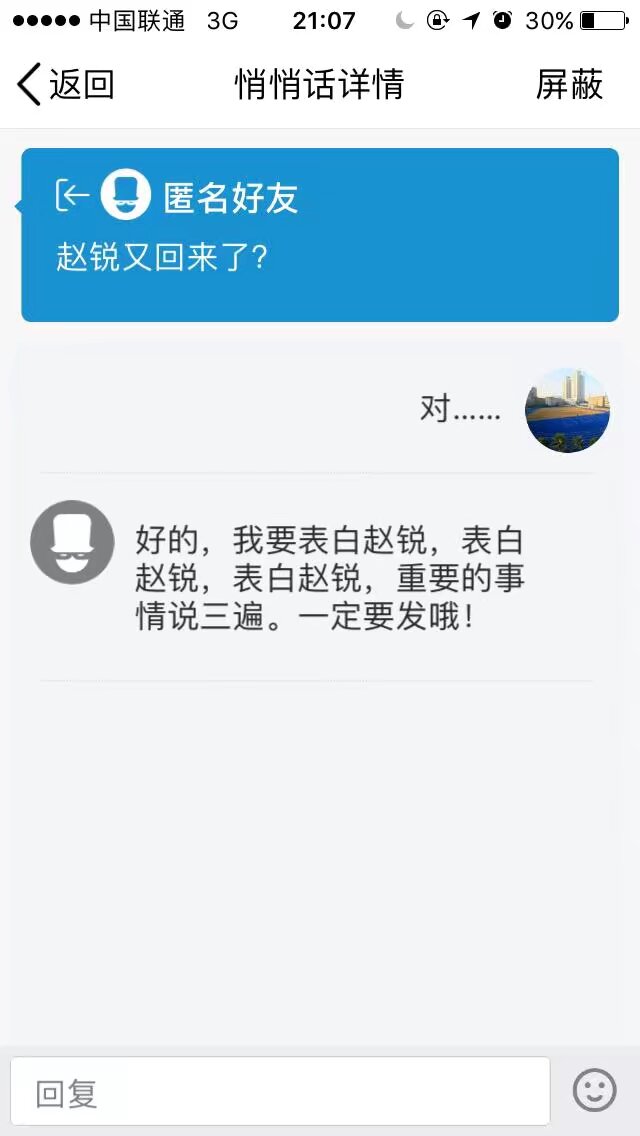 中国联通 3G 21:07 30%
返回 悄悄话详情 屏蔽
匿名好友
赵锐又回来了?
对……
好的，我要表白赵锐，表白
赵锐，表白赵锐，重要的事
情说三遍。一定要发哦！
回复